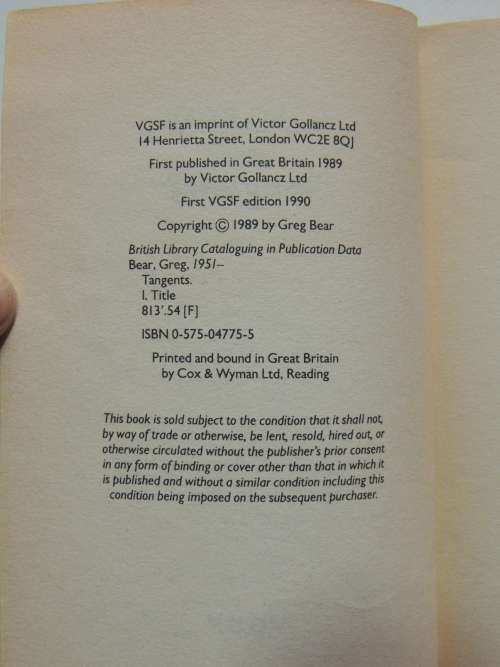 VGSF is an imprint of Victor Gollancz Ltd
14 Henrietta Street, London WC2E 8QJ
First published in Great Britain 1989
by Victor Gollancz Ltd
First VGSF edition 1990
Copyright © 1989 by Greg Bear
British Library Cataloguing in Publication Data
Bear, Greg, 1951–
Tangents.
I. Title
813'.54 [F]
ISBN 0-575-04775-5
Printed and bound in Great Britain
by Cox & Wyman Ltd, Reading
This book is sold subject to the condition that it shall not,
by way of trade or otherwise, be lent, resold, hired out, or
otherwise circulated without the publisher's prior consent
in any form of binding or cover other than that in which it
is published and without a similar condition including this
condition being imposed on the subsequent purchaser.